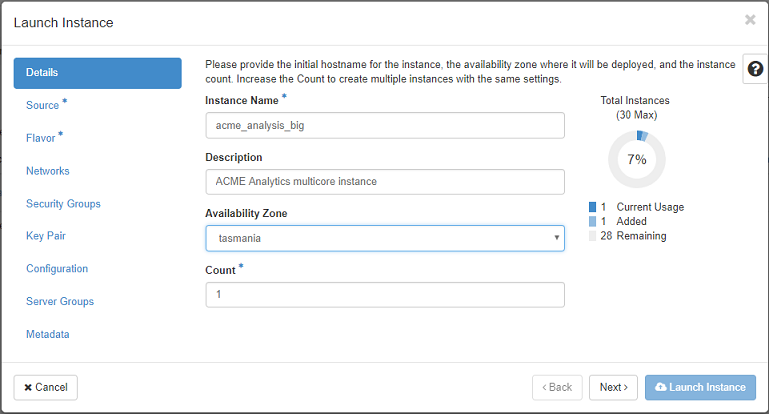 Launch Instance
×
Details
Source *
Flavor *
Networks
Security Groups
Key Pair
Configuration
Server Groups
Metadata
Please provide the initial hostname for the instance, the availability zone where it will be deployed, and the instance
count. Increase the Count to create multiple instances with the same settings.
?
Instance Name *
acme_analysis_big
Description
ACME Analytics multicore instance
Availability Zone
tasmania
Count *
1
Total Instances
(30 Max)
7%
1 Current Usage
1 Added
28 Remaining
× Cancel
‹ Back
Next ›
Launch Instance